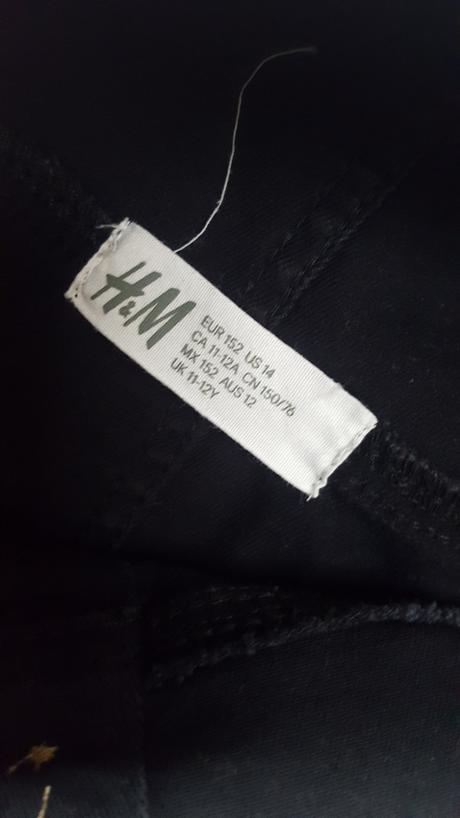 H&M
EUR 152 US 14
CA 11-12A CN 150/76
MX 152 AUS 12
UK 11-12Y